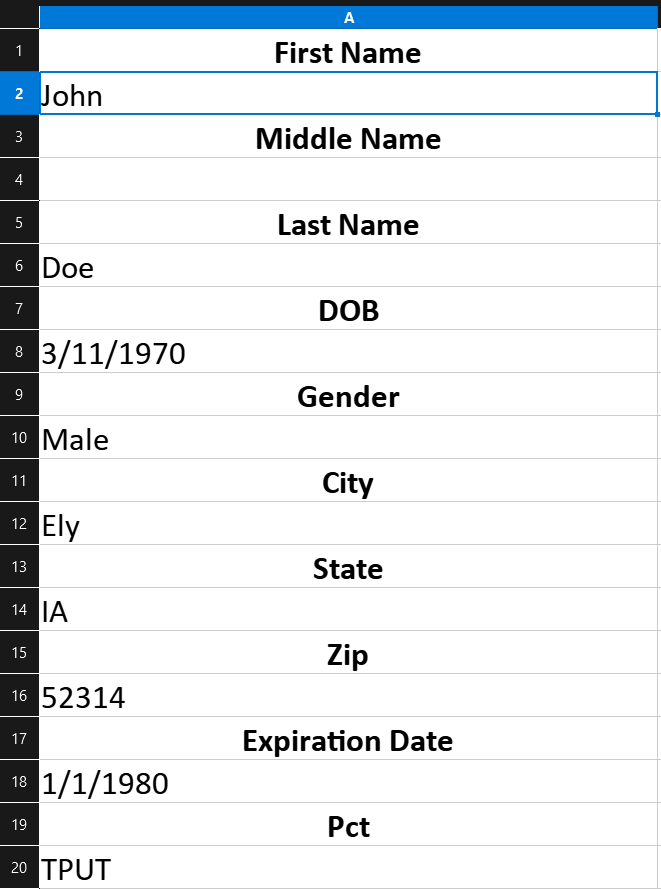 A
1 First Name
2 John
3 Middle Name
4
5 Last Name
6 Doe
7 DOB
8 3/11/1970
9 Gender
10 Male
11 City
12 Ely
13 State
14 IA
15 Zip
16 52314
17 Expiration Date
18 1/1/1980
19 Pct
20 TPUT